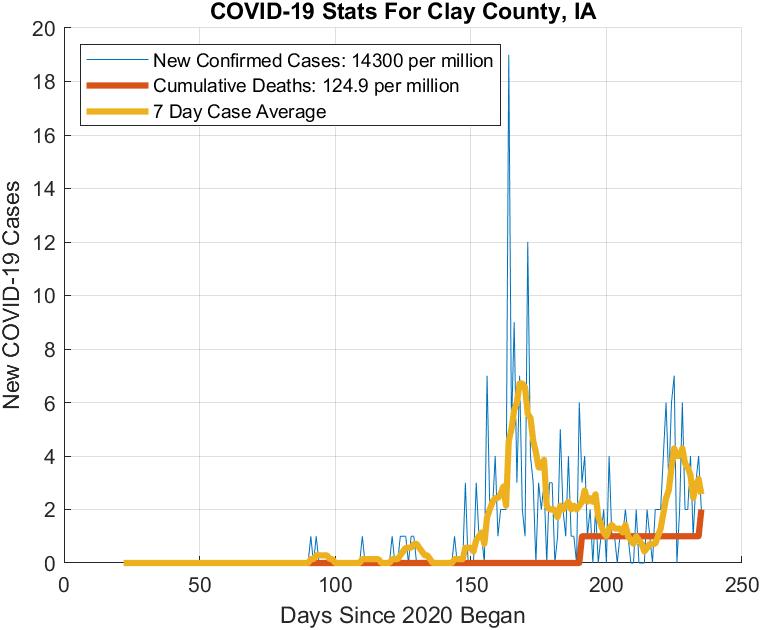 COVID-19 Stats For Clay County, IA
New Confirmed Cases: 14300 per million
Cumulative Deaths: 124.9 per million
7 Day Case Average
New COVID-19 Cases
20
18
16
14
12
10
8
6
4
2
0
0 50 100 150 200 250
Days Since 2020 Began